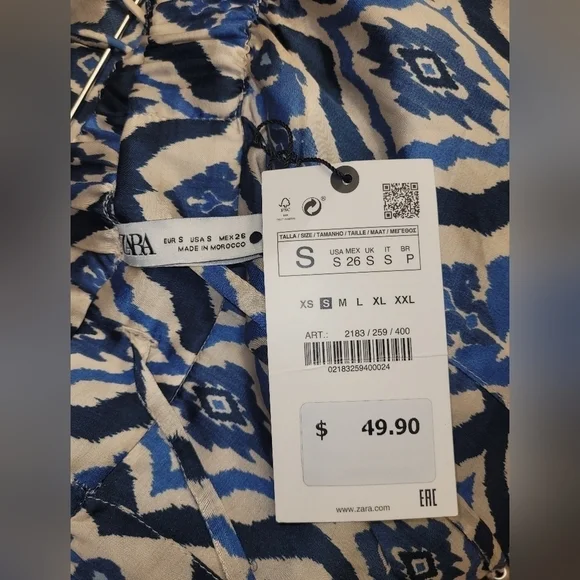 ZARA
EUR S USA S MEX 26
MADE IN MOROCCO
FSC
TALLA / SIZE / TAMANHO / TAILLE / MAAT / ΜΕΓΕΘΟΣ
S
USA MEX UK IT BR
S 26 S S P
XS S M L XL XXL
ART.: 2183 / 259 / 400
02183259400024
$ 49.90
www.zara.com
EAC